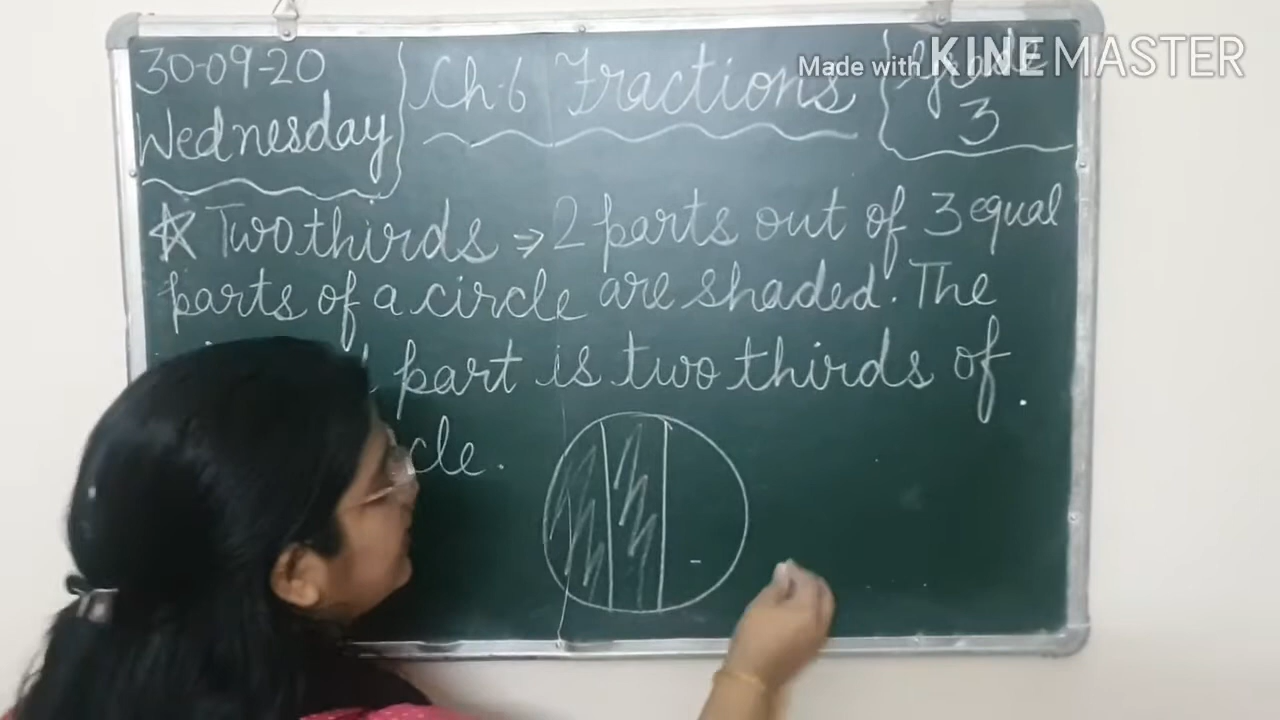 30-09-20
Wednesday
Ch-6 Fractions
Grade
3
Made with KINEMASTER
Two thirds ⇒ 2 parts out of 3 equal
parts of a circle are shaded. The
part is two thirds of
cle.